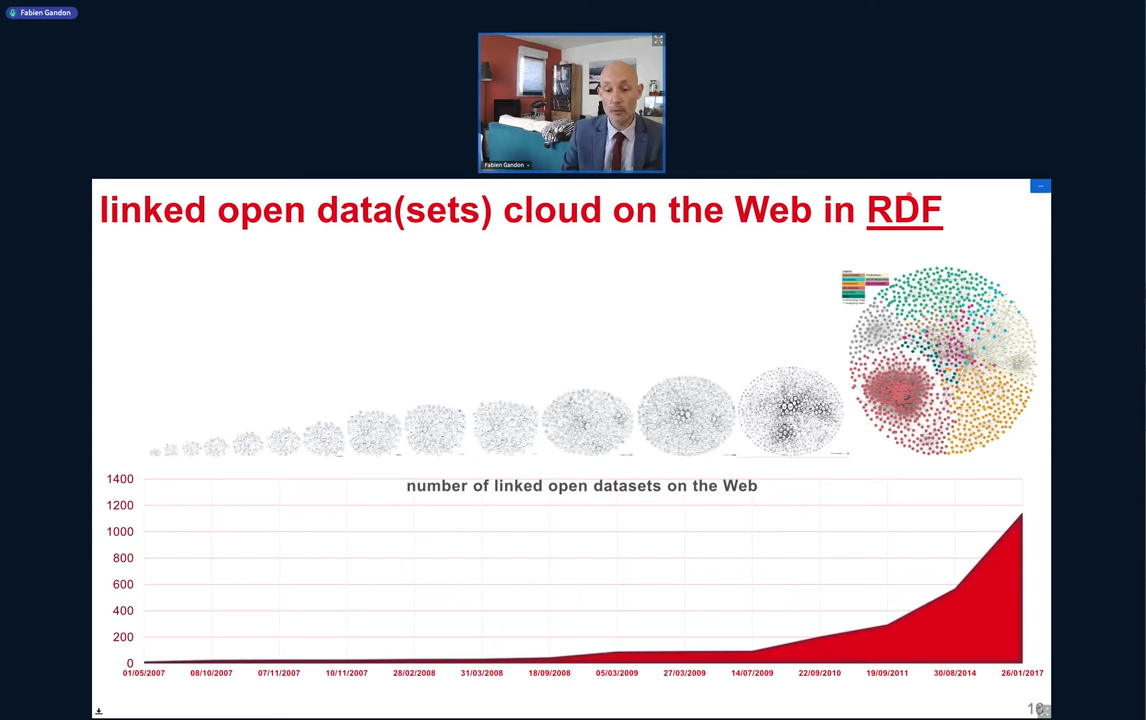 Fabien Gandon
Fabien Gandon
linked open data(sets) cloud on the Web in RDF
Legend
number of linked open datasets on the Web
1400
1200
1000
800
600
400
200
0
01/05/2007 08/10/2007 07/11/2007 10/11/2007 28/02/2008 31/03/2008 18/09/2008 05/03/2009 27/03/2009 14/07/2009 22/09/2010 19/09/2011 30/08/2014 26/01/2017